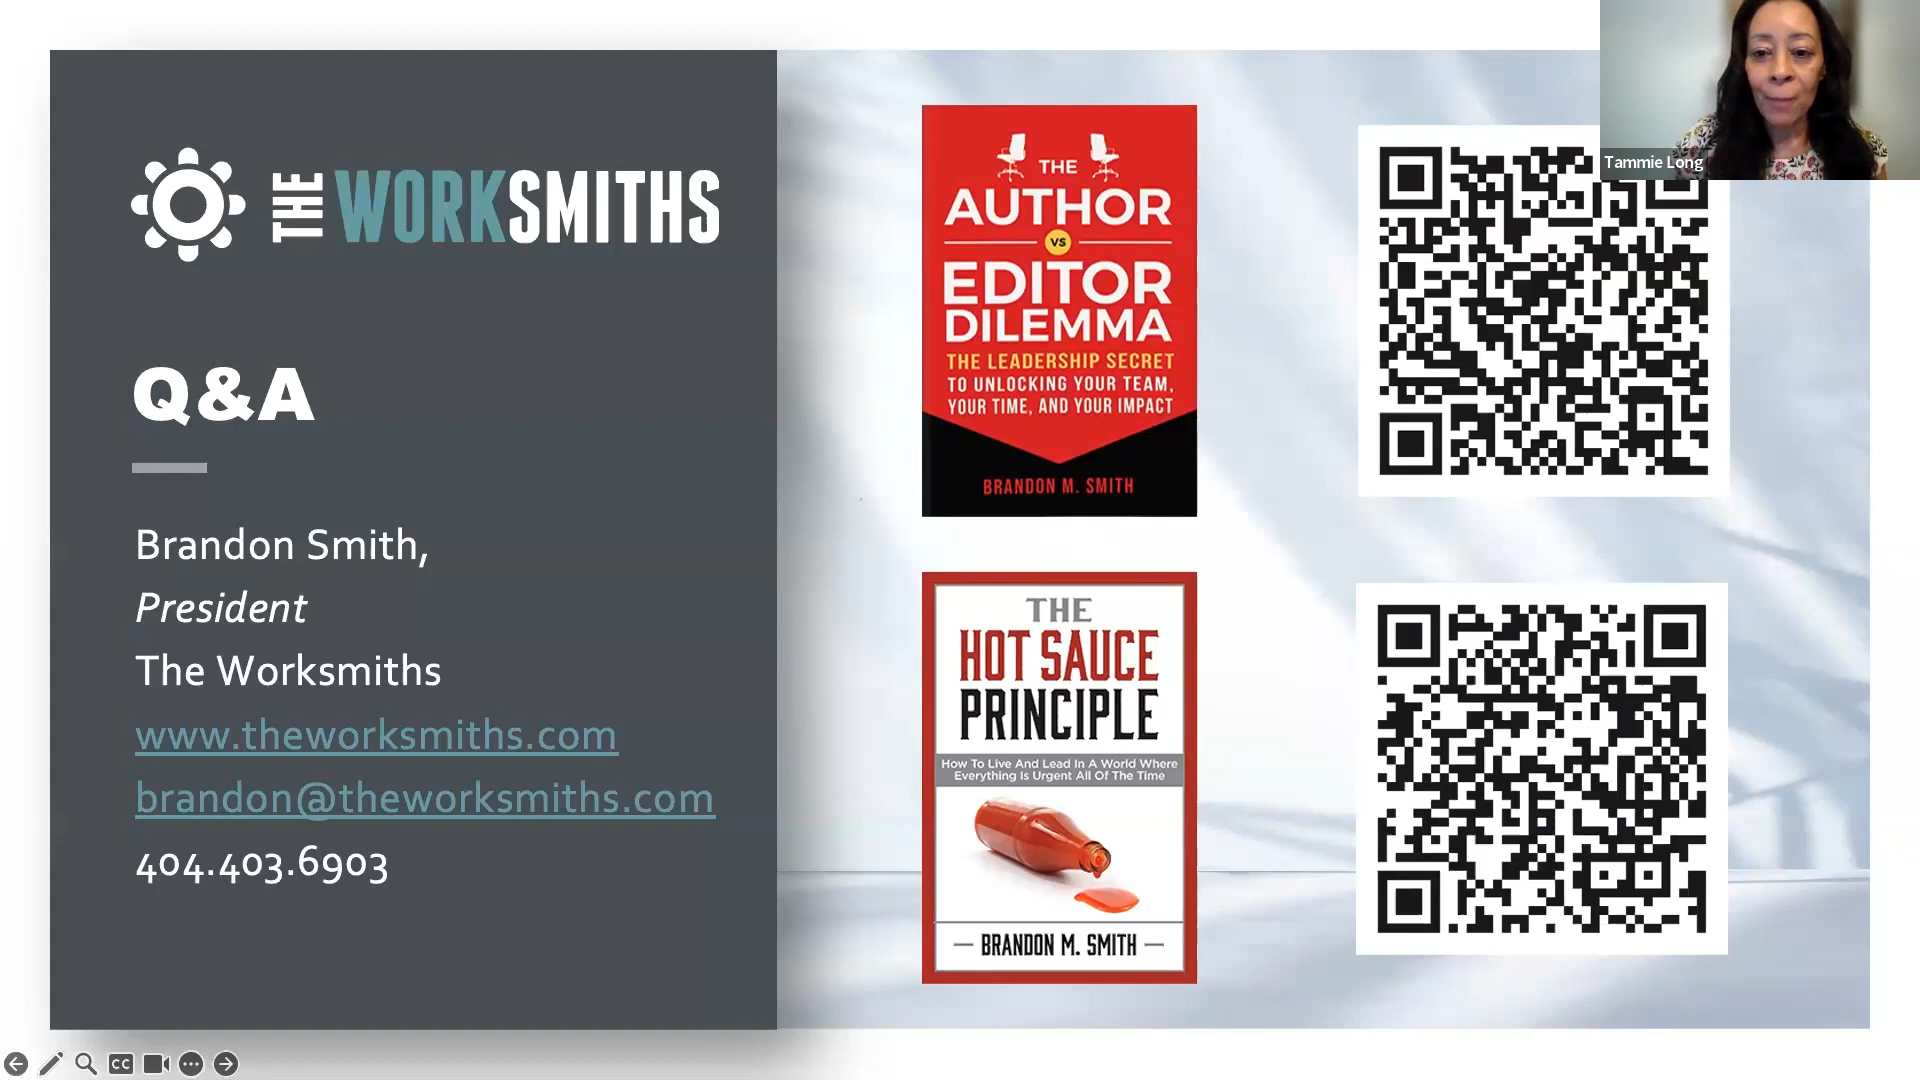 THE WORKSMITHS
Q&A
Brandon Smith,
President
The Worksmiths
www.theworksmiths.com
brandon@theworksmiths.com
404.403.6903
THE
AUTHOR
VS
EDITOR
DILEMMA
THE LEADERSHIP SECRET
TO UNLOCKING YOUR TEAM,
YOUR TIME, AND YOUR IMPACT
BRANDON M. SMITH
THE
HOT SAUCE
PRINCIPLE
How To Live And Lead In A World Where
Everything Is Urgent All Of The Time
— BRANDON M. SMITH —
Tammie Long
CC